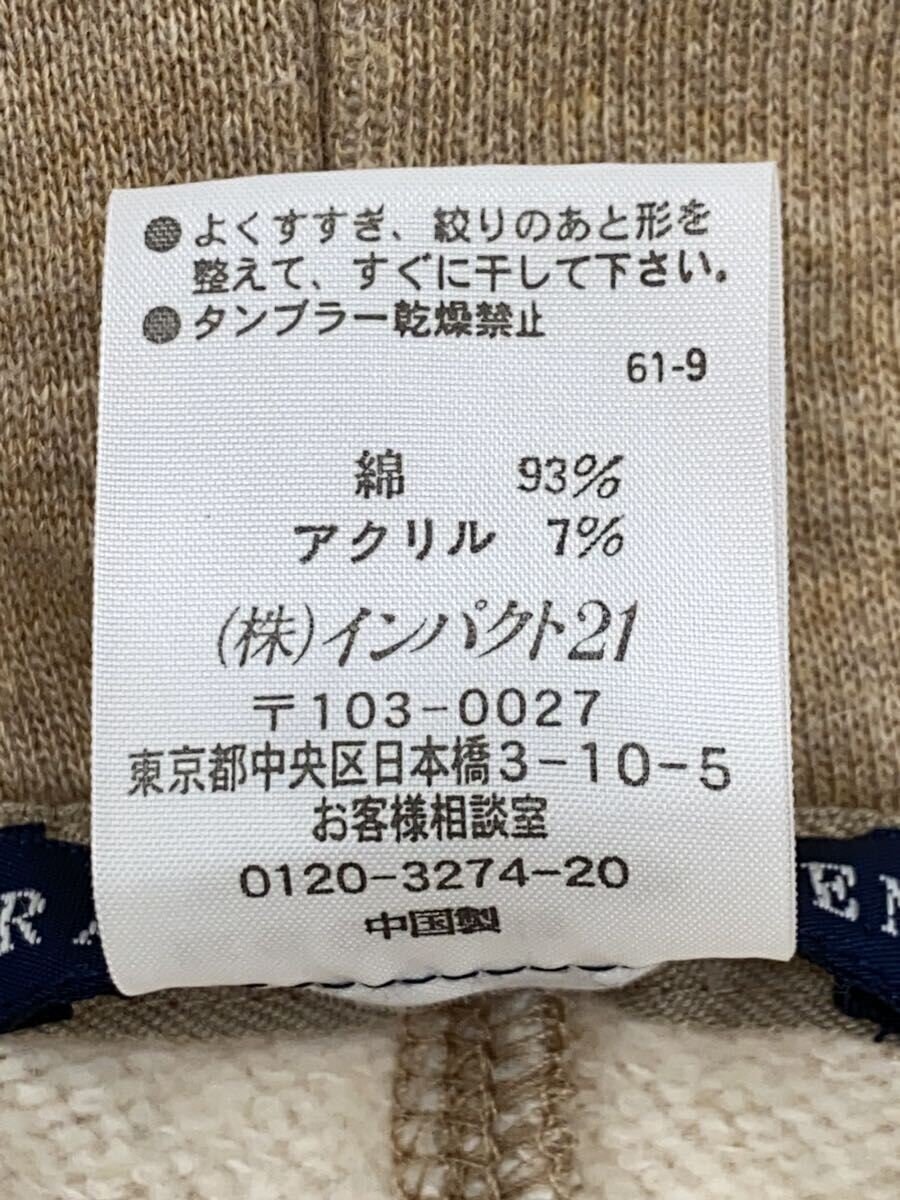 ●よくすすぎ、絞りのあと形を
整えて、すぐに干して下さい。
●タンブラー乾燥禁止
61-9
綿 93%
アクリル 7%
(株)インパクト21
〒103-0027
東京都中央区日本橋3-10-5
お客様相談室
0120-3274-20
中国製